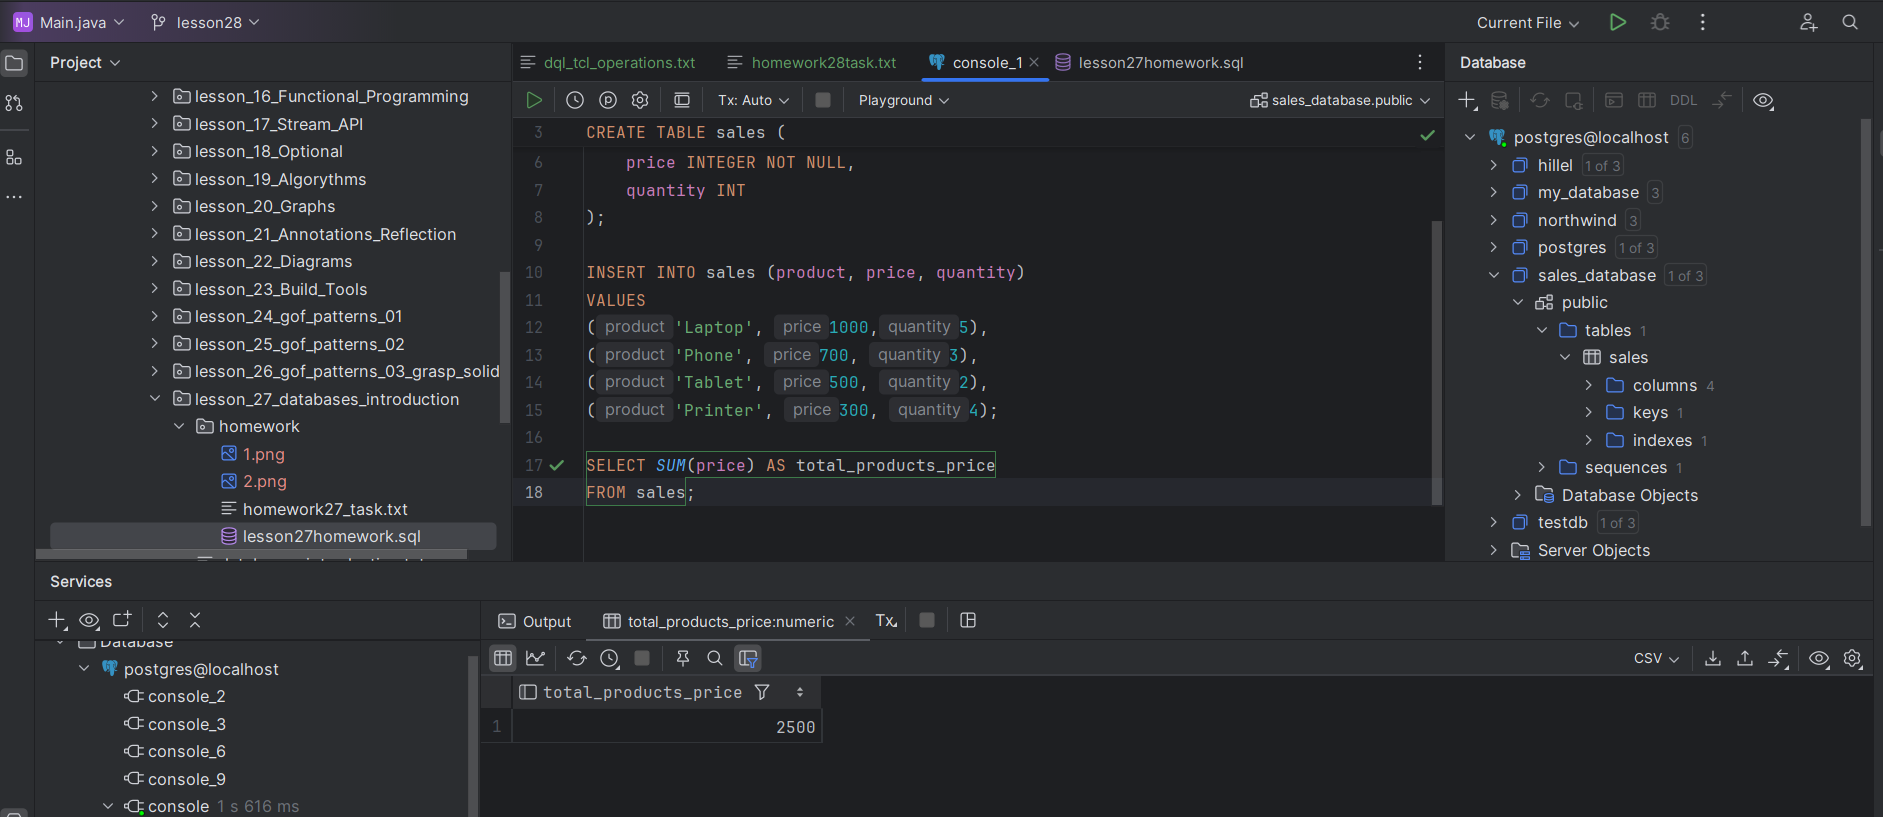 MJ Main.java lesson28 Current File
Project
lesson_16_Functional_Programming
lesson_17_Stream_API
lesson_18_Optional
lesson_19_Algorythms
lesson_20_Graphs
lesson_21_Annotations_Reflection
lesson_22_Diagrams
lesson_23_Build_Tools
lesson_24_gof_patterns_01
lesson_25_gof_patterns_02
lesson_26_gof_patterns_03_grasp_solid
lesson_27_databases_introduction
homework
1.png
2.png
homework27_task.txt
lesson27homework.sql
dql_tcl_operations.txt homework28task.txt console_1 lesson27homework.sql
Tx: Auto Playground sales_database.public
3 CREATE TABLE sales (
6 price INTEGER NOT NULL,
7 quantity INT
8 );
9
10 INSERT INTO sales (product, price, quantity)
11 VALUES
12 ( product 'Laptop', price 1000, quantity 5),
13 ( product 'Phone', price 700, quantity 3),
14 ( product 'Tablet', price 500, quantity 2),
15 ( product 'Printer', price 300, quantity 4);
16
17 SELECT SUM(price) AS total_products_price
18 FROM sales;
Database
DDL
postgres@localhost 6
hillel 1 of 3
my_database 3
northwind 3
postgres 1 of 3
sales_database 1 of 3
public
tables 1
sales
columns 4
keys 1
indexes 1
sequences 1
Database Objects
testdb 1 of 3
Server Objects
Services
Database
postgres@localhost
console_2
console_3
console_6
console_9
console 1 s 616 ms
Output total_products_price:numeric Tx
CSV
total_products_price
1 2500